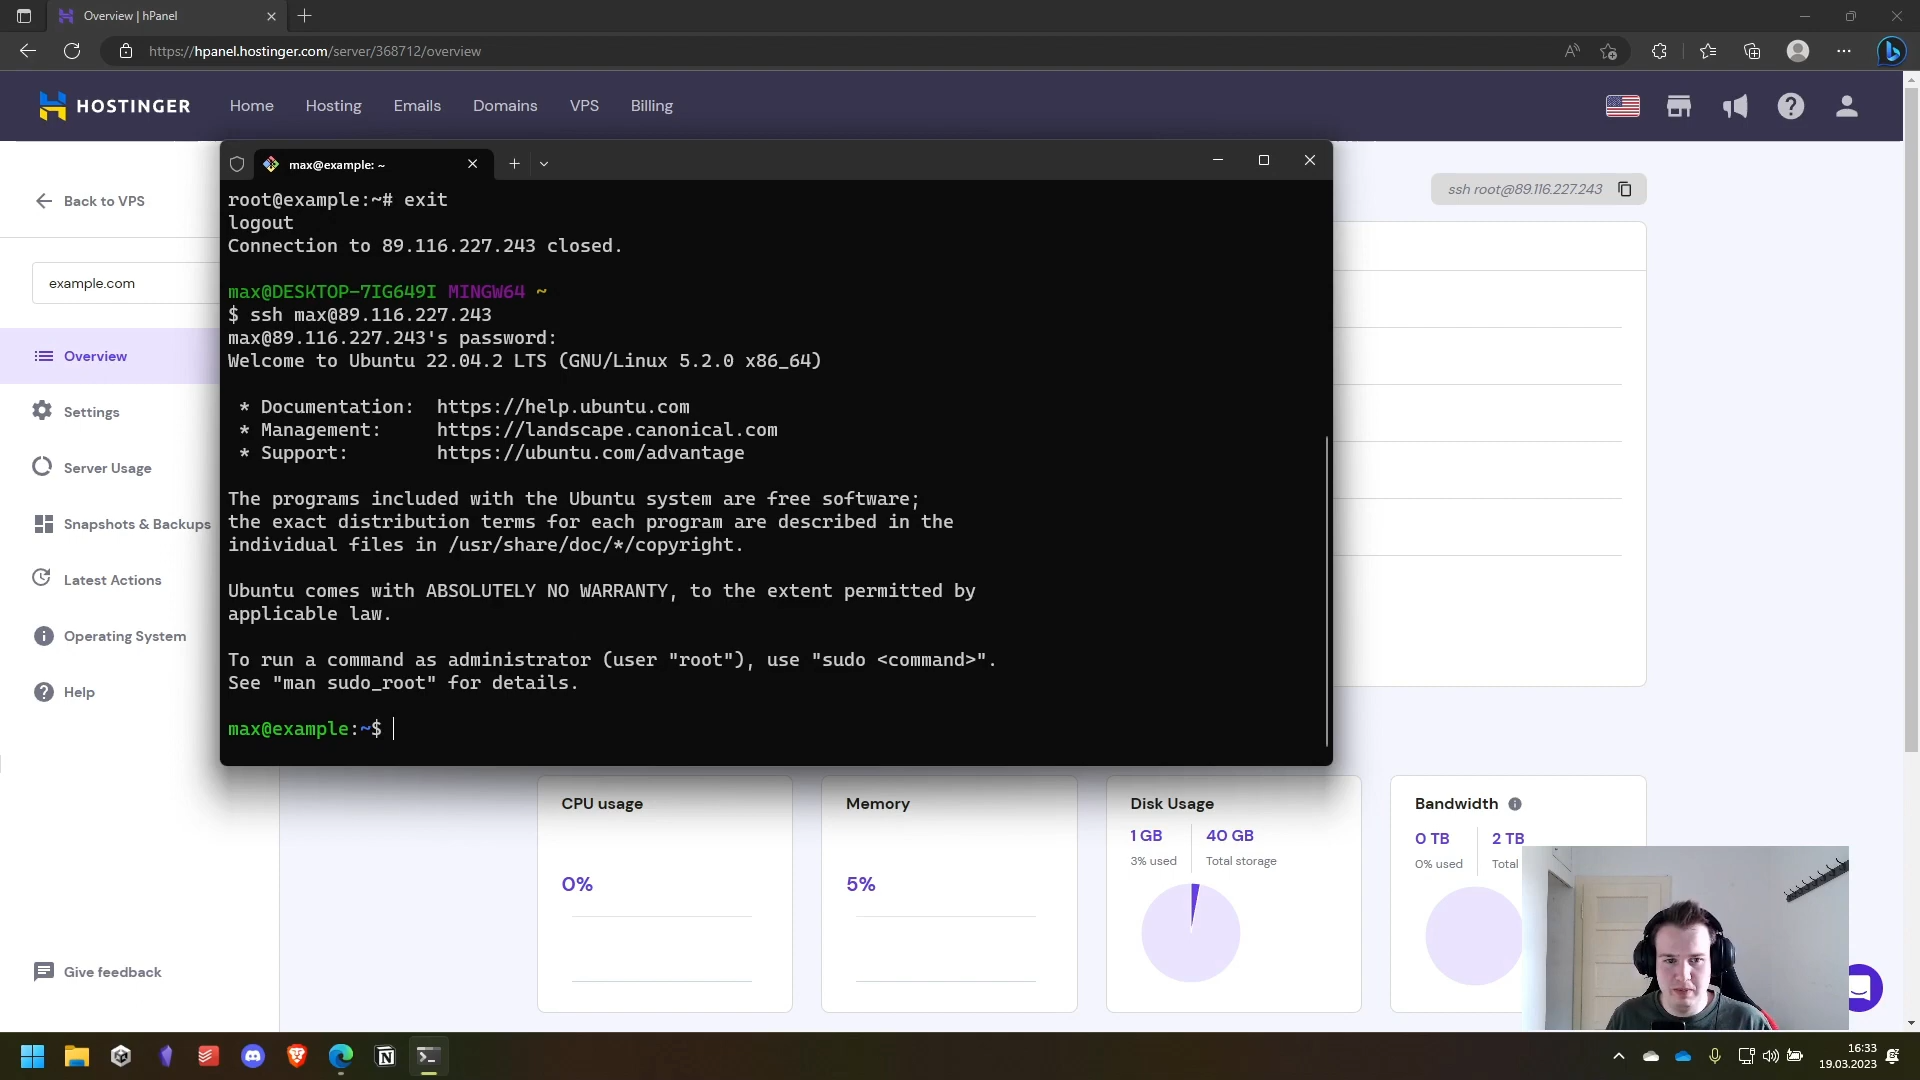 Overview | hPanel
https://hpanel.hostinger.com/server/368712/overview
HOSTINGER
Home
Hosting
Emails
Domains
VPS
Billing
Back to VPS
example.com
Overview
Settings
Server Usage
Snapshots & Backups
Latest Actions
Operating System
Help
Give feedback
ssh root@89.116.227.243
max@example: ~
root@example:~# exit
logout
Connection to 89.116.227.243 closed.
max@DESKTOP-7IG649I MINGW64 ~
$ ssh max@89.116.227.243
max@89.116.227.243's password:
Welcome to Ubuntu 22.04.2 LTS (GNU/Linux 5.2.0 x86_64)
* Documentation:  https://help.ubuntu.com
* Management:     https://landscape.canonical.com
* Support:        https://ubuntu.com/advantage
The programs included with the Ubuntu system are free software;
the exact distribution terms for each program are described in the
individual files in /usr/share/doc/*/copyright.
Ubuntu comes with ABSOLUTELY NO WARRANTY, to the extent permitted by
applicable law.
To run a command as administrator (user "root"), use "sudo <command>".
See "man sudo_root" for details.
max@example:~$
CPU usage
0%
Memory
5%
Disk Usage
1 GB
3% used
40 GB
Total storage
Bandwidth
0 TB
0% used
2 TB
Total
16:33
19.03.2023